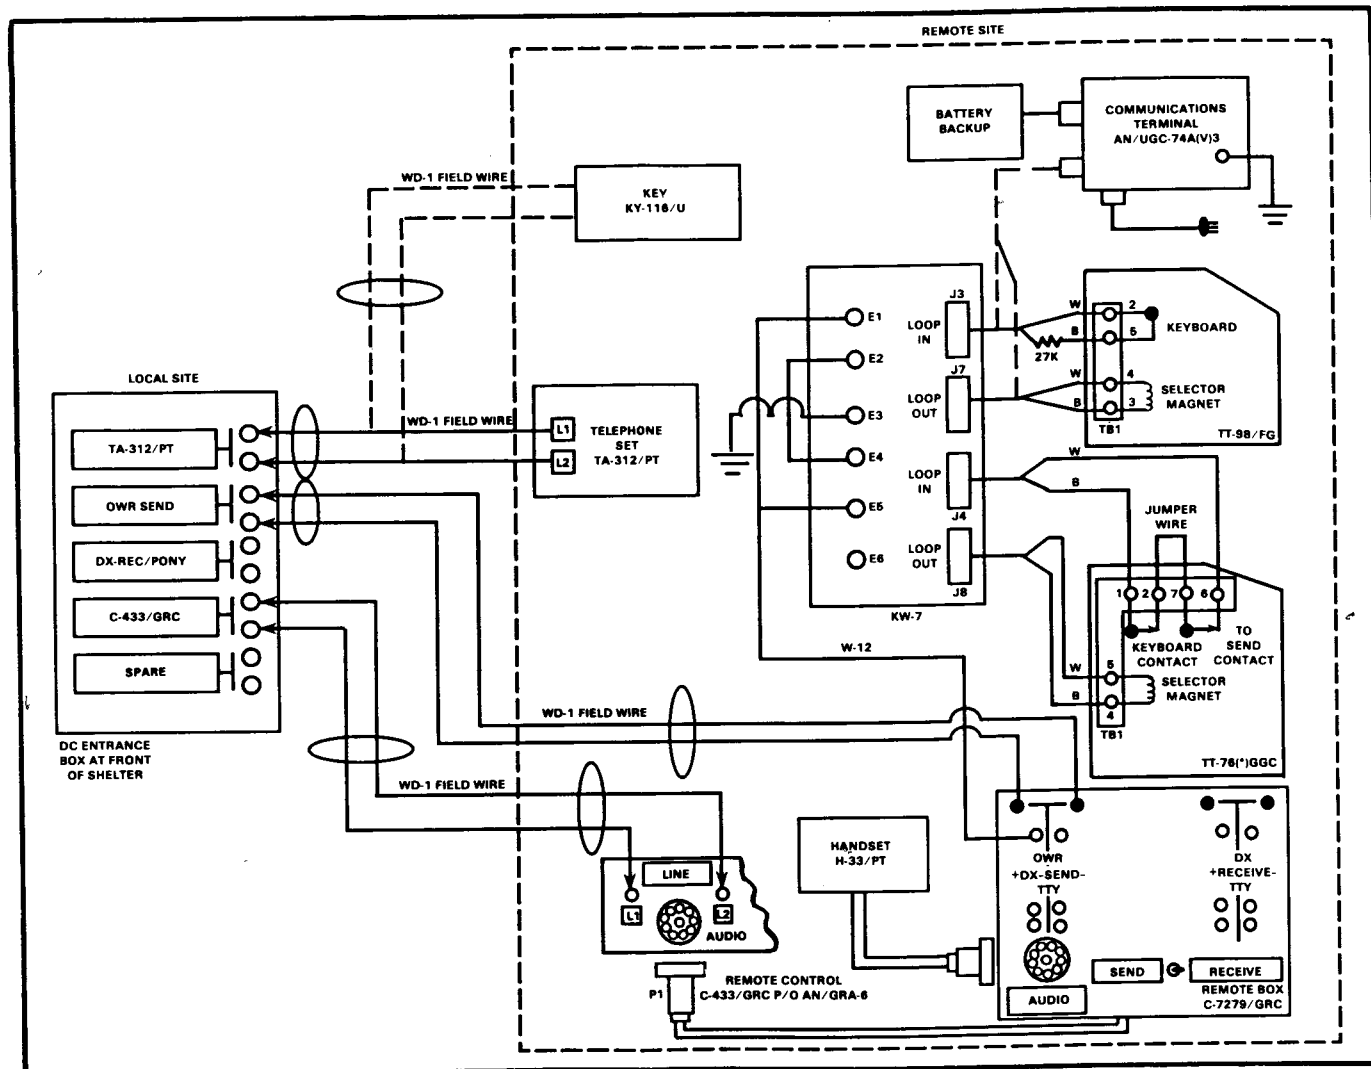 REMOTE SITE
BATTERY
BACKUP
COMMUNICATIONS
TERMINAL
AN/UGC-74A(V)3
WD-1 FIELD WIRE
KEY
KY-116/U
LOCAL SITE
TA-312/PT
OWR SEND
DX-REC/PONY
C-433/GRC
SPARE
DC ENTRANCE
BOX AT FRONT
OF SHELTER
WD-1 FIELD WIRE
L1
L2
TELEPHONE
SET
TA-312/PT
E1
E2
E3
E4
E5
E6
J3
LOOP
IN
J7
LOOP
OUT
LOOP
IN
J4
LOOP
OUT
J8
KW-7
W
B
27K
W
B
2
5
4
3
TB1
KEYBOARD
SELECTOR
MAGNET
TT-98/FG
W
B
JUMPER
WIRE
1
2
7
6
KEYBOARD
CONTACT
TO
SEND
CONTACT
W
B
5
4
TB1
SELECTOR
MAGNET
TT-76(*)GGC
W-12
WD-1 FIELD WIRE
WD-1 FIELD WIRE
LINE
L1
L2
AUDIO
P1
REMOTE CONTROL
C-433/GRC P/O AN/GRA-6
HANDSET
H-33/PT
OWR
+DX-SEND-
TTY
DX
+RECEIVE-
TTY
AUDIO
SEND
RECEIVE
REMOTE BOX
C-7279/GRC